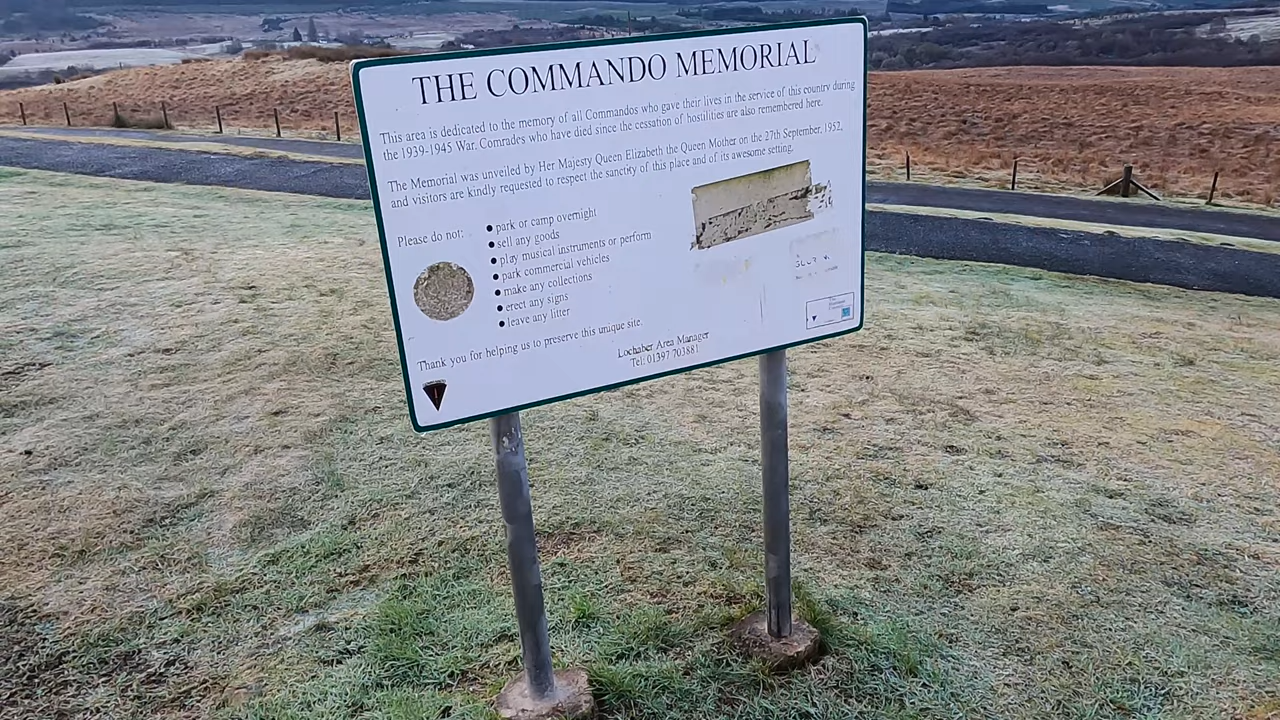 THE COMMANDO MEMORIAL
This area is dedicated to the memory of all Commandos who gave their lives in the service of this country during
the 1939-1945 War. Comrades who have died since the cessation of hostilities are also remembered here.
The Memorial was unveiled by Her Majesty Queen Elizabeth the Queen Mother on the 27th September, 1952,
and visitors are kindly requested to respect the sanctity of this place and of its awesome setting.
Please do not:
• park or camp overnight
• sell any goods
• play musical instruments or perform
• park commercial vehicles
• make any collections
• erect any signs
• leave any litter
Thank you for helping us to preserve this unique site.
Lochaber Area Manager
Tel: 01397 703881